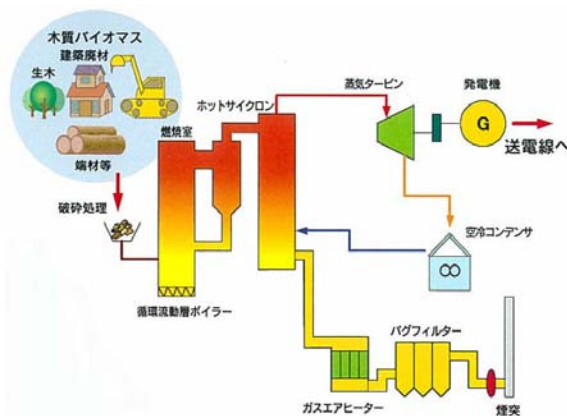 木質バイオマス
建築廃材
生木
端材等
破砕処理
燃焼室
ホットサイクロン
循環流動層ボイラー
蒸気タービン
発電機
G
送電線へ
空冷コンデンサ
ガスエアヒーター
バグフィルター
煙突